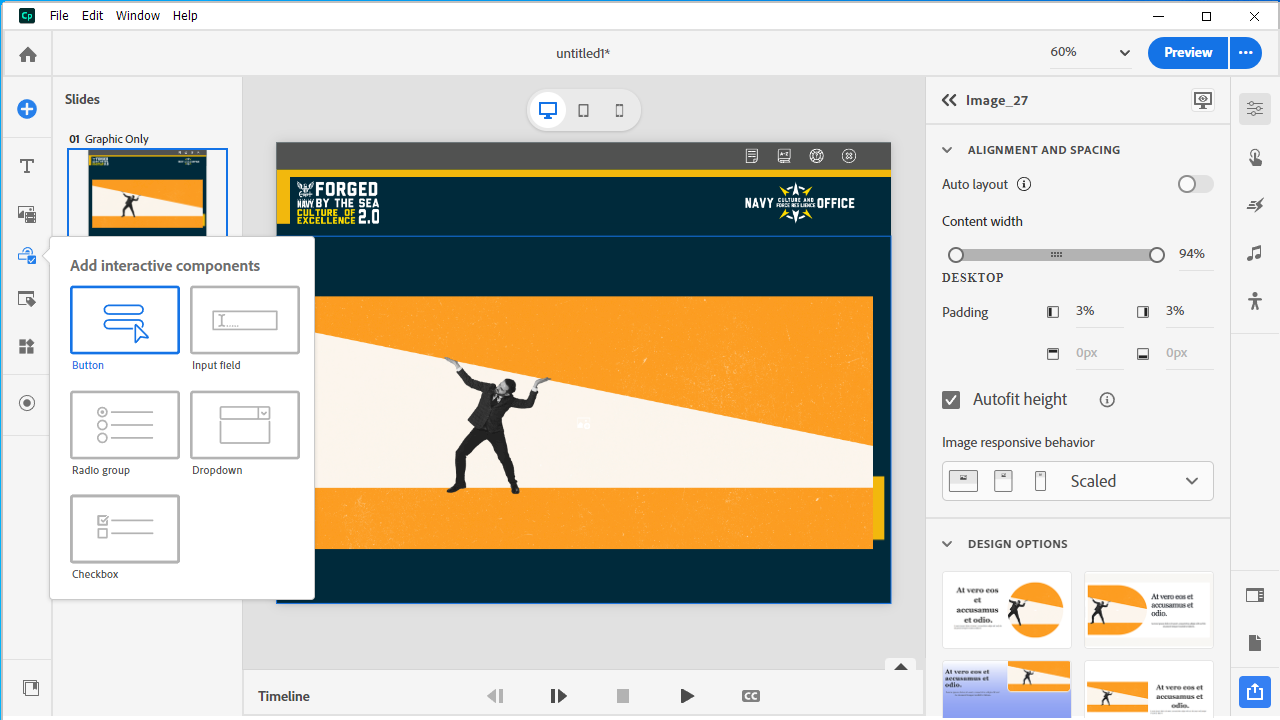 Cp File Edit Window Help
untitled1*
60%
Preview
Slides
01 Graphic Only
Add interactive components
Button
Input field
Radio group
Dropdown
Checkbox
FORGED
NAVY BY THE SEA
CULTURE OF
EXCELLENCE 2.0
A-Z
NAVY CULTURE AND FORCE RESILIENCE OFFICE
Timeline
CC
Image_27
ALIGNMENT AND SPACING
Auto layout
Content width
94%
DESKTOP
Padding
3%
3%
0px
0px
Autofit height
Image responsive behavior
Scaled
DESIGN OPTIONS
At vero eos
et
accusamus
et odio.
At vero eos et
accusamus et
odio.
At vero eos et
accusamus et
odio.
At vero eos et
accusamus et
odio.